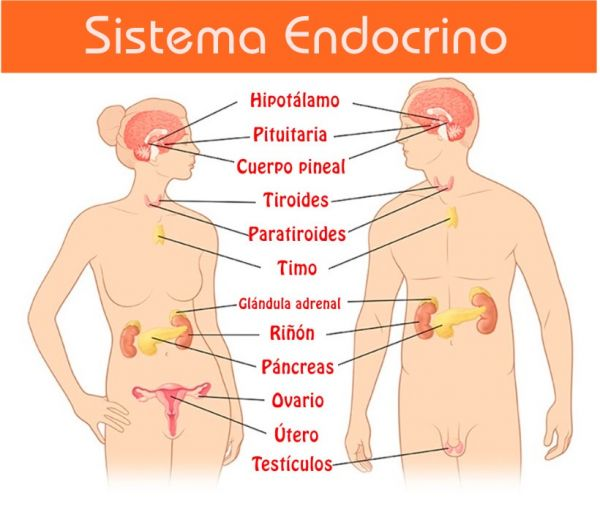 Sistema Endocrino
Hipotálamo
Pituitaria
Cuerpo pineal
Tiroides
Paratiroides
Timo
Glándula adrenal
Riñón
Páncreas
Ovario
Útero
Testículos